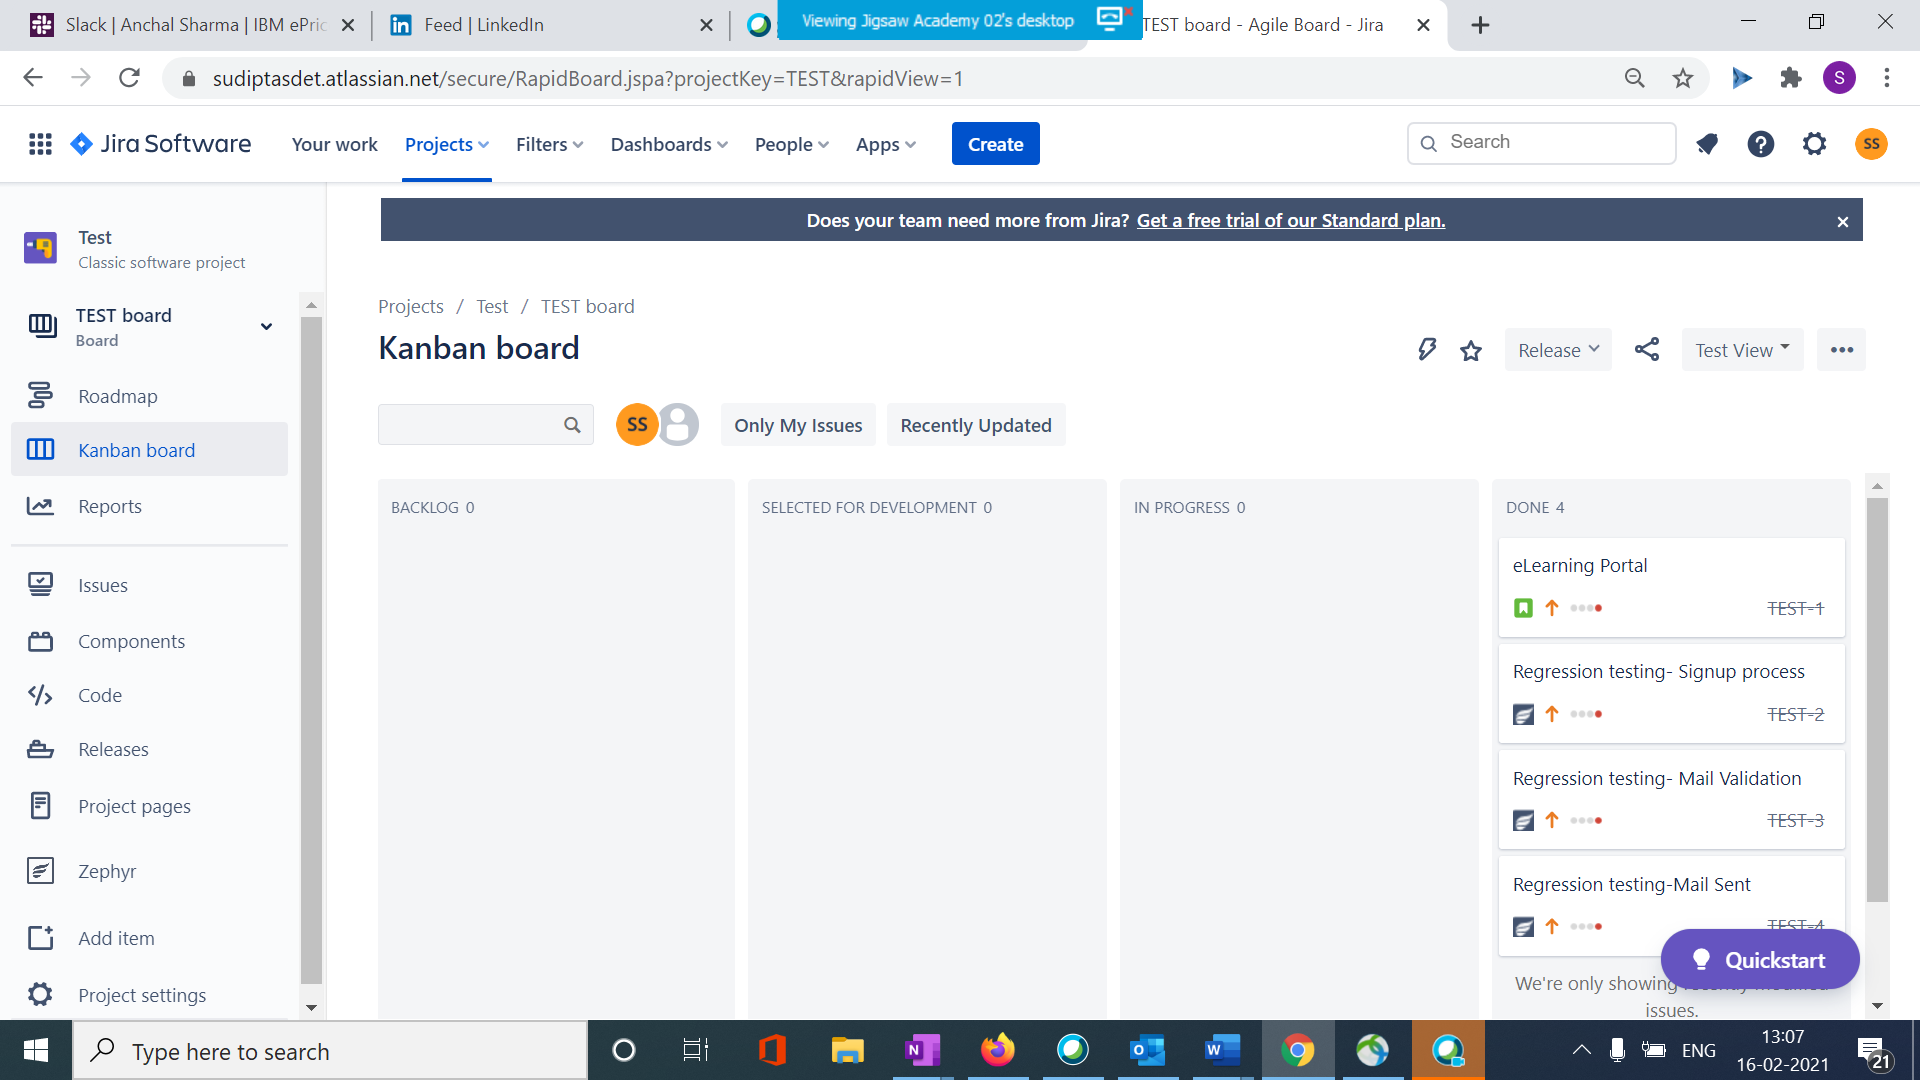 Slack | Anchal Sharma | IBM ePric
Feed | LinkedIn
Viewing Jigsaw Academy 02's desktop
TEST board - Agile Board - Jira
sudiptasdet.atlassian.net/secure/RapidBoard.jspa?projectKey=TEST&rapidView=1
S
Jira Software
Your work
Projects
Filters
Dashboards
People
Apps
Create
Search
SS
Does your team need more from Jira? Get a free trial of our Standard plan.
Test
Classic software project
TEST board
Board
Roadmap
Kanban board
Reports
Issues
Components
Code
Releases
Project pages
Zephyr
Add item
Project settings
Projects / Test / TEST board
Kanban board
Release
Test View
SS
Only My Issues
Recently Updated
BACKLOG 0
SELECTED FOR DEVELOPMENT 0
IN PROGRESS 0
DONE 4
eLearning Portal
TEST-1
Regression testing- Signup process
TEST-2
Regression testing- Mail Validation
TEST-3
Regression testing-Mail Sent
TEST-4
Quickstart
We're only showing recently modified
issues.
Type here to search
ENG
13:07
16-02-2021
21